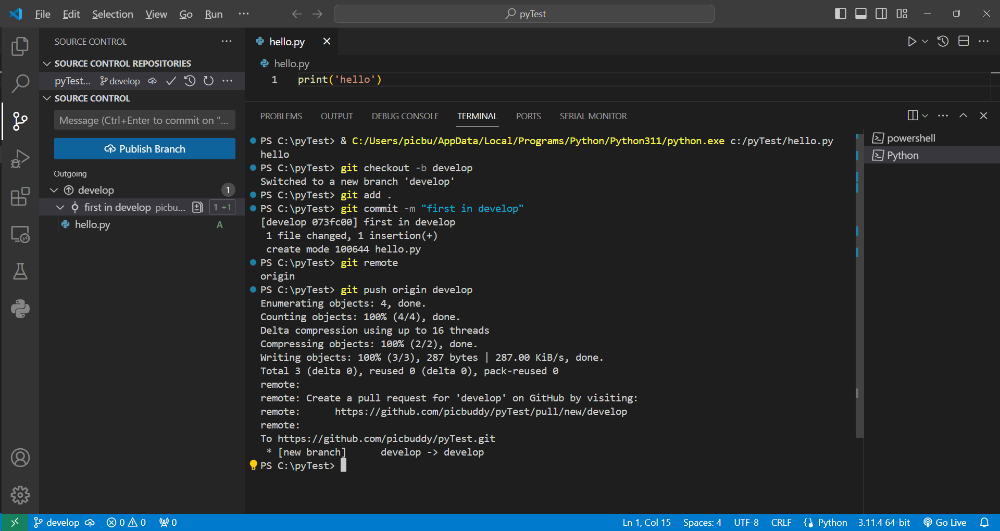 File Edit Selection View Go Run ···
pyTest
SOURCE CONTROL ···
SOURCE CONTROL REPOSITORIES
pyTest... develop ···
SOURCE CONTROL
Message (Ctrl+Enter to commit on "...
Publish Branch
Outgoing
develop 1
first in develop picbu... 1 +1
hello.py A
hello.py
hello.py
1 print('hello')
PROBLEMS OUTPUT DEBUG CONSOLE TERMINAL PORTS SERIAL MONITOR
PS C:\pyTest> & C:/Users/picbu/AppData/Local/Programs/Python/Python311/python.exe c:/pyTest/hello.py
hello
PS C:\pyTest> git checkout -b develop
Switched to a new branch 'develop'
PS C:\pyTest> git add .
PS C:\pyTest> git commit -m "first in develop"
[develop 073fc00] first in develop
1 file changed, 1 insertion(+)
create mode 100644 hello.py
PS C:\pyTest> git remote
origin
PS C:\pyTest> git push origin develop
Enumerating objects: 4, done.
Counting objects: 100% (4/4), done.
Delta compression using up to 16 threads
Compressing objects: 100% (2/2), done.
Writing objects: 100% (3/3), 287 bytes | 287.00 KiB/s, done.
Total 3 (delta 0), reused 0 (delta 0), pack-reused 0
remote:
remote: Create a pull request for 'develop' on GitHub by visiting:
remote:      https://github.com/picbuddy/pyTest/pull/new/develop
remote:
To https://github.com/picbuddy/pyTest.git
* [new branch]      develop -> develop
PS C:\pyTest>
powershell
Python
develop 0 0 0 Ln 1, Col 15 Spaces: 4 UTF-8 CRLF Python 3.11.4 64-bit Go Live